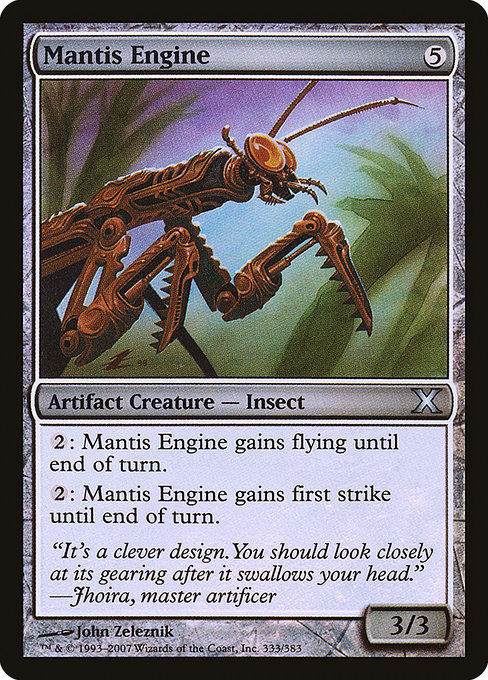 Mantis Engine 5
Artifact Creature — Insect X
2: Mantis Engine gains flying until
end of turn.
2: Mantis Engine gains first strike
until end of turn.
“It's a clever design. You should look closely
at its gearing after it swallows your head.”
—Jhoira, master artificer
John Zeleznik
3/3
™ & © 1993–2007 Wizards of the Coast, Inc. 333/383